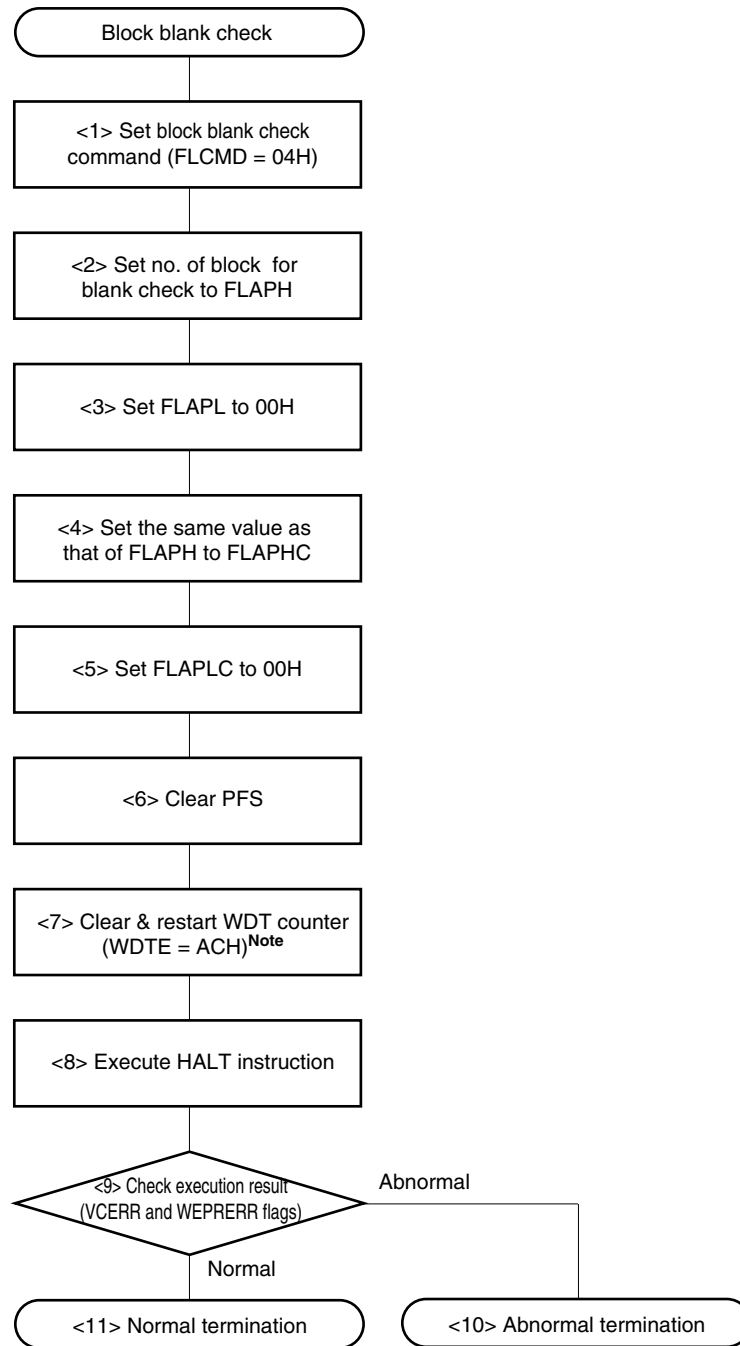 Block blank check
<1> Set block blank check
command (FLCMD = 04H)
<2> Set no. of block for
blank check to FLAPH
<3> Set FLAPL to 00H
<4> Set the same value as
that of FLAPH to FLAPHC
<5> Set FLAPLC to 00H
<6> Clear PFS
<7> Clear & restart WDT counter
(WDTE = ACH)Note
<8> Execute HALT instruction
<9> Check execution result
(VCERR and WEPRERR flags)
Abnormal
Normal
<11> Normal termination
<10> Abnormal termination